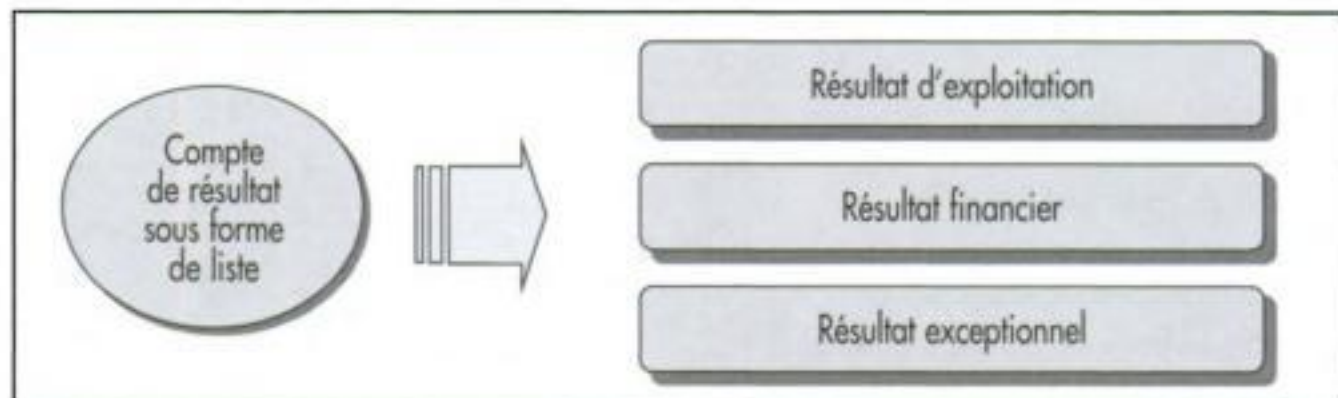 Compte
de résultat
sous forme
de liste
Résultat d'exploitation
Résultat financier
Résultat exceptionnel